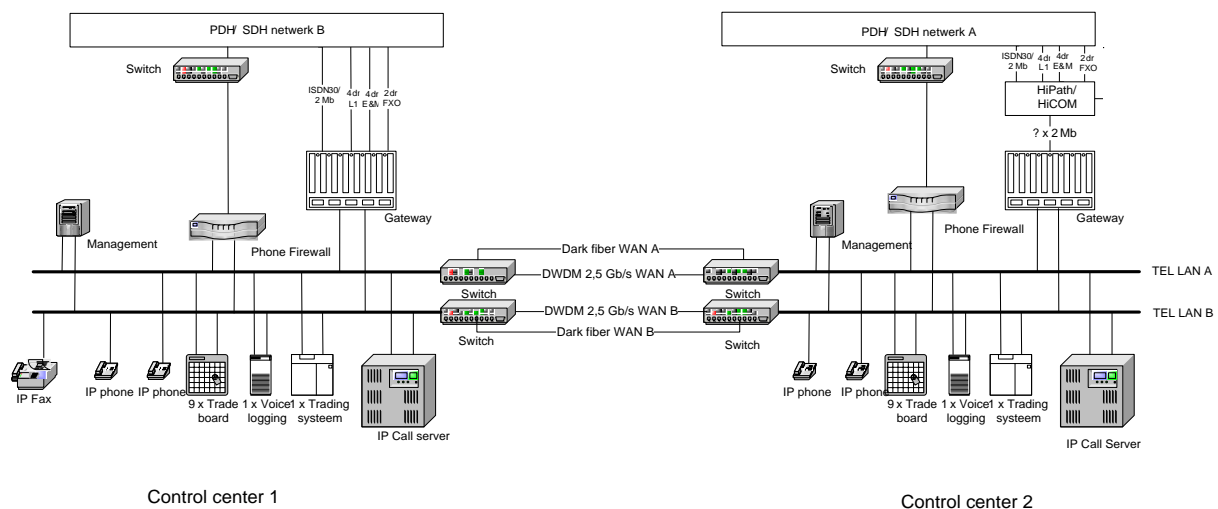 PDH/ SDH netwerk B
PDH/ SDH netwerk A
Switch
ISDN30/
2 Mb
4dr
L1
4dr
E&M
2dr
FXO
Switch
ISDN30/
2 Mb
4dr
L1
4dr
E&M
2dr
FXO
HiPath/
HiCOM
? x 2 Mb
Gateway
Gateway
Management
Phone Firewall
Management
Phone Firewall
Dark fiber WAN A
DWDM 2,5 Gb/s WAN A
Switch
Switch
TEL LAN A
DWDM 2,5 Gb/s WAN B
Dark fiber WAN B
Switch
Switch
TEL LAN B
IP Fax
IP phone
IP phone
9 x Trade
board
1 x Voice
logging
1 x Trading
systeem
IP Call server
IP phone
IP phone
9 x Trade
board
1 x Voice
logging
1 x Trading
systeem
IP Call Server
Control center 1
Control center 2